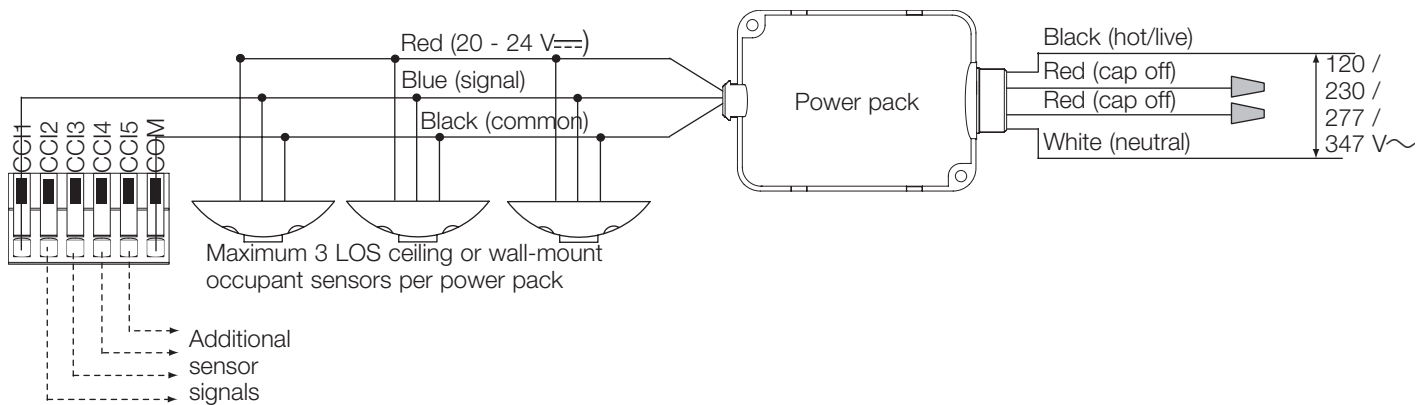 Red (20 - 24 V⎓)
Blue (signal)
Black (common)
CCI1
CCI2
CCI3
CCI4
CCI5
COM
Maximum 3 LOS ceiling or wall-mount
occupant sensors per power pack
Additional
sensor
signals
Power pack
Black (hot/live)
Red (cap off)
Red (cap off)
White (neutral)
120 /
230 /
277 /
347 V～